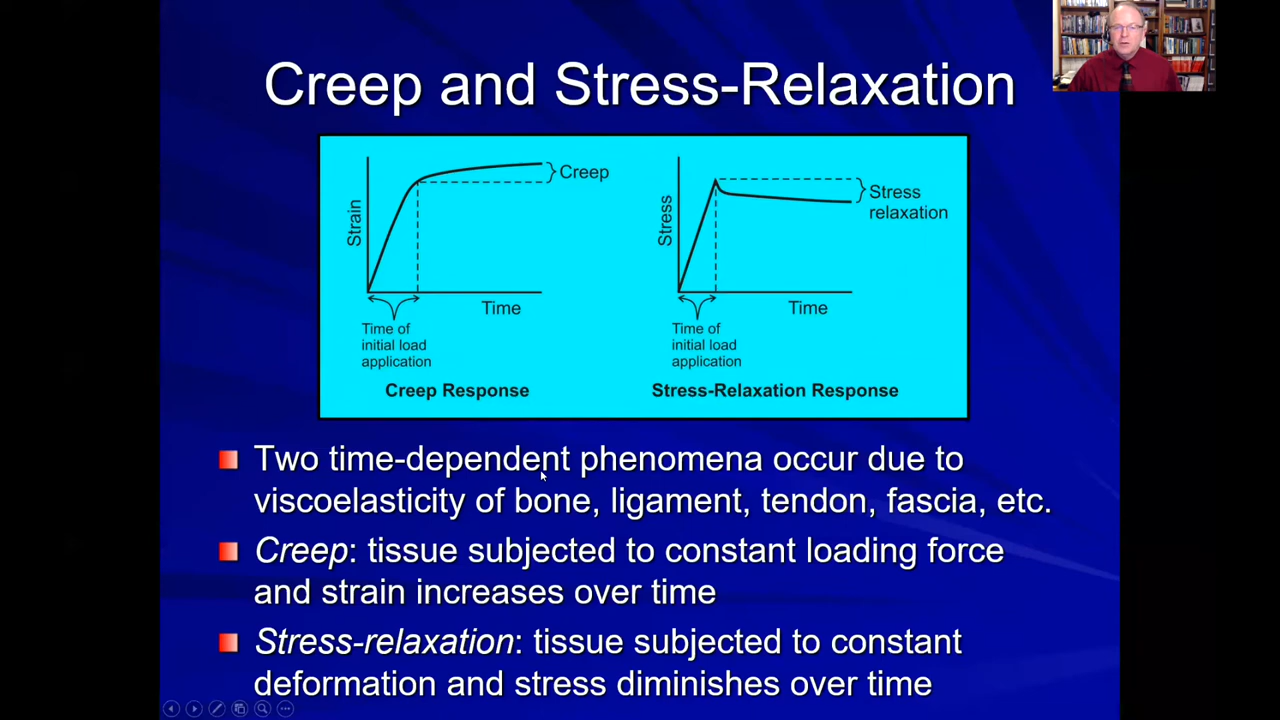 Creep and Stress-Relaxation
Strain
Creep
Time
Time of
initial load
application
Creep Response
Stress
Stress
relaxation
Time
Time of
initial load
application
Stress-Relaxation Response
Two time-dependent phenomena occur due to
viscoelasticity of bone, ligament, tendon, fascia, etc.
Creep: tissue subjected to constant loading force
and strain increases over time
Stress-relaxation: tissue subjected to constant
deformation and stress diminishes over time